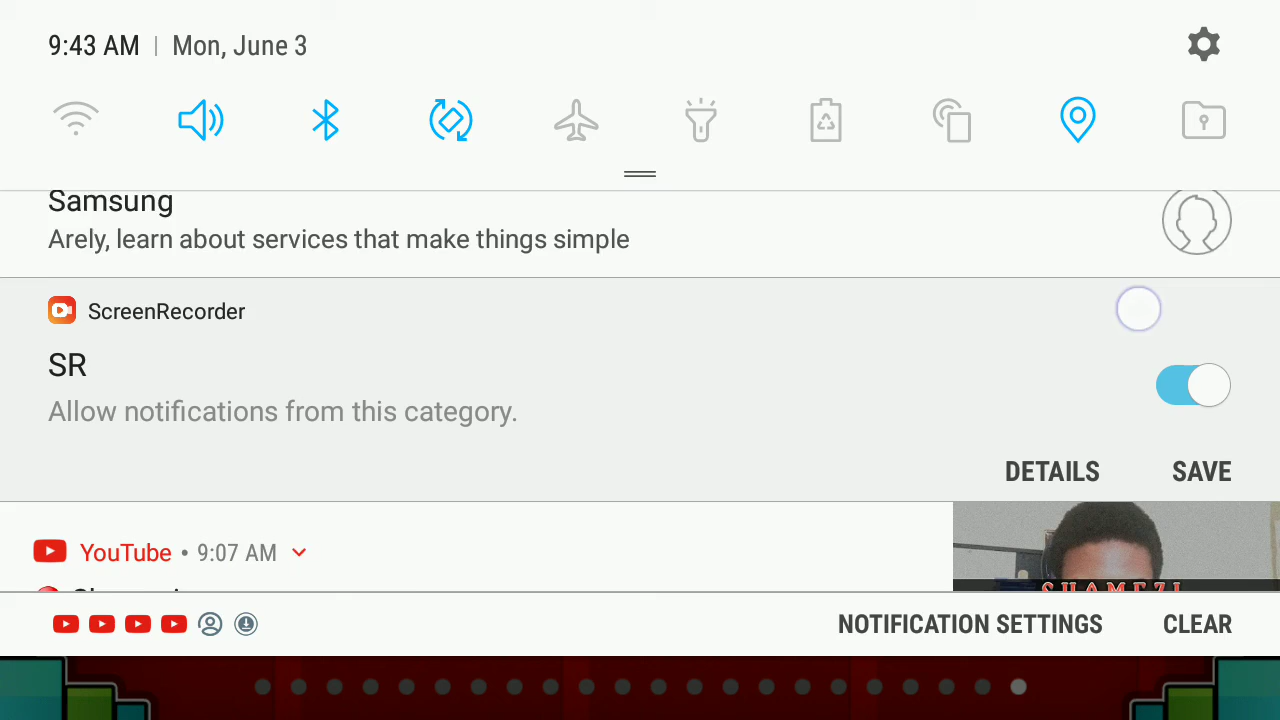 9:43 AM | Mon, June 3
Samsung
Arely, learn about services that make things simple
ScreenRecorder
SR
Allow notifications from this category.
DETAILS SAVE
YouTube • 9:07 AM
NOTIFICATION SETTINGS CLEAR